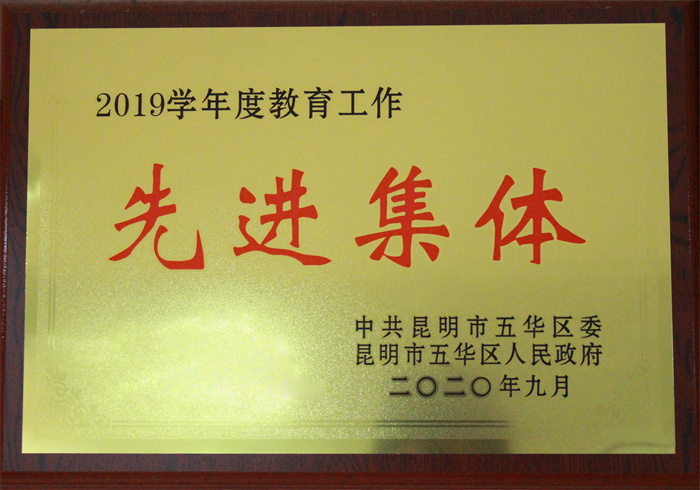 2019学年度教育工作
先进集体
中共昆明市五华区委
昆明市五华区人民政府
二〇二〇年九月